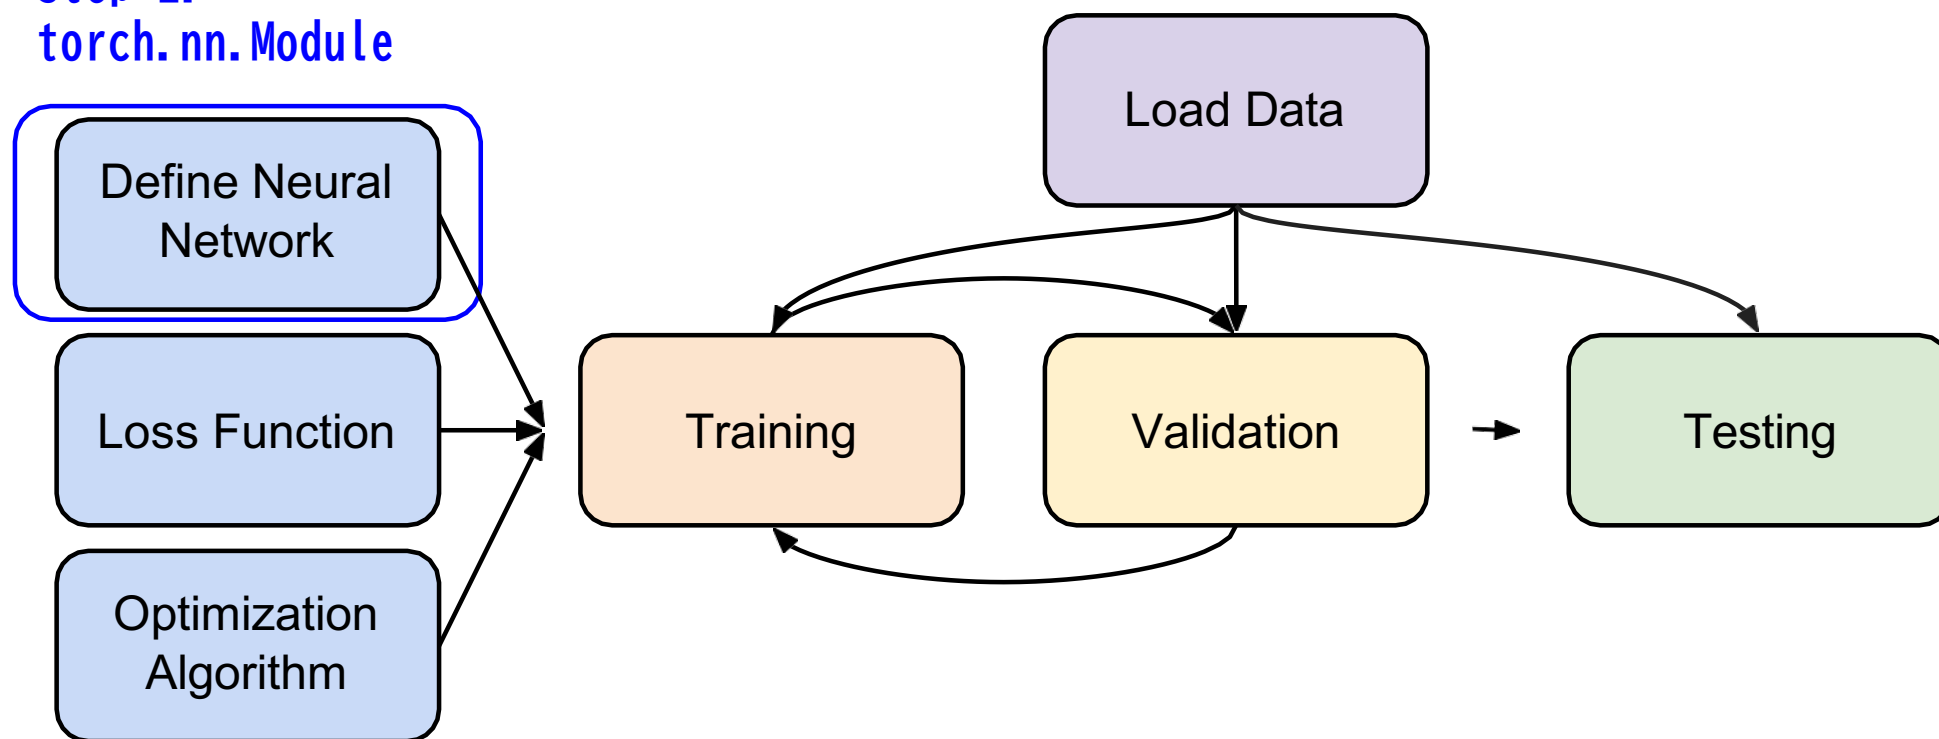 torch.nn.Module
Load Data
Define Neural
Network
Loss Function
Training
Validation
Testing
Optimization
Algorithm